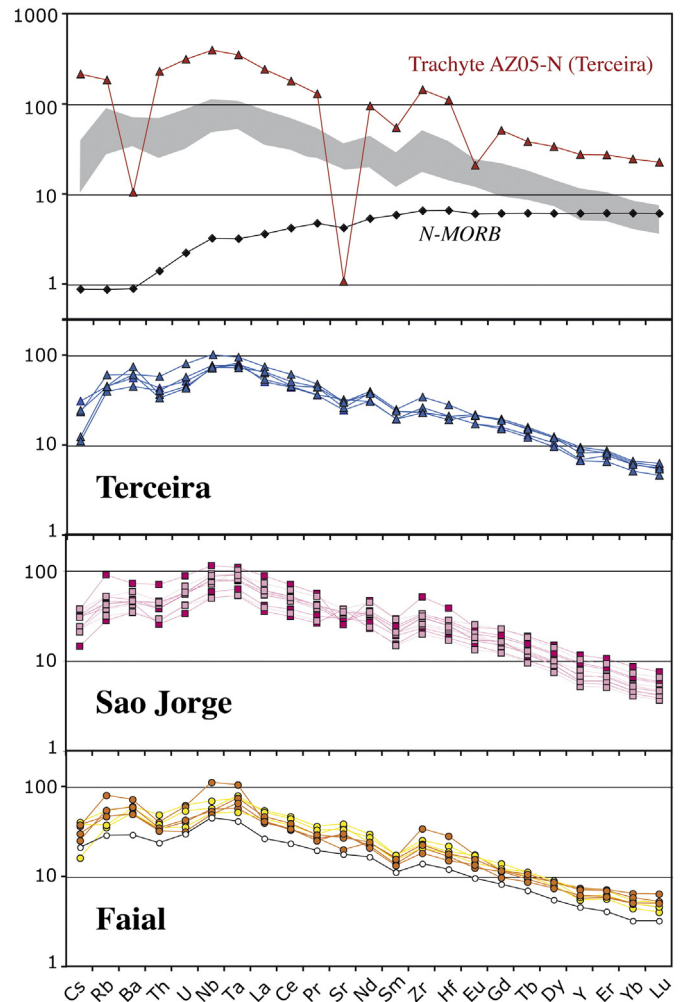 1000
Trachyte AZ05-N (Terceira)
100
10
N-MORB
1
100
10
Terceira
1
100
10
Sao Jorge
1
100
10
Faial
1
Cs Rb Ba Th U Nb Ta La Ce Pr Sr Nd Sm Zr Hf Eu Gd Tb Dy Y Er Yb Lu